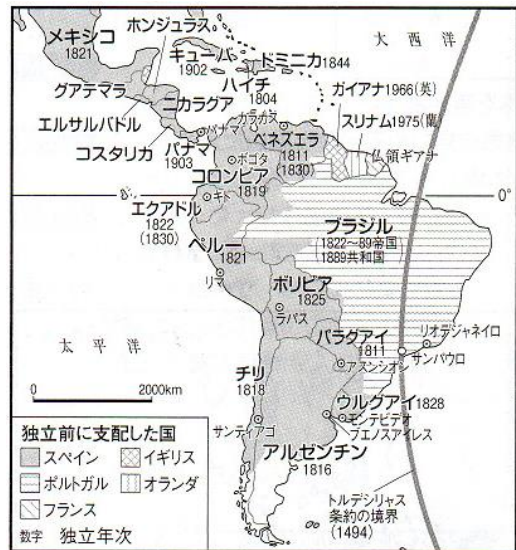 ホンジュラス
メキシコ
1821
キューバ
1902
ドミニカ1844
大西洋
ハイチ
1804
ガイアナ1966(英)
グアテマラ
ニカラグア
カラカス
スリナム1975(蘭)
エルサルバドル
パナマ
ベネズエラ
1811
(1830)
仏領ギアナ
コスタリカ
パナマ
1903
ボゴタ
コロンビア
1819
0°
エクアドル
1822
(1830)
キト
ブラジル
(1822~89帝国
1889共和国)
ペルー
1821
リマ
ボリビア
1825
ラパス
太平洋
パラグアイ
1811
リオデジャネイロ
アスンシオン
サンパウロ
0 2000km
チリ
1818
ウルグアイ1828
モンテビデオ
ブエノスアイレス
サンティアゴ
アルゼンチン
1816
トルデシリャス
条約の境界
(1494)
独立前に支配した国
スペイン
イギリス
ポルトガル
オランダ
フランス
数字 独立年次